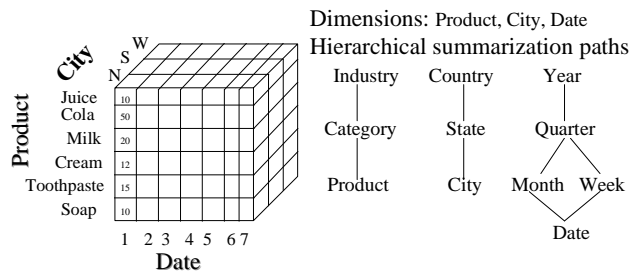 Dimensions: Product, City, Date
Hierarchical summarization paths
Industry Country Year
Category State Quarter
Product City Month Week
Date
City
N S W
Product
Juice 10
Cola 50
Milk 20
Cream 12
Toothpaste 15
Soap 10
1 2 3 4 5 6 7
Date